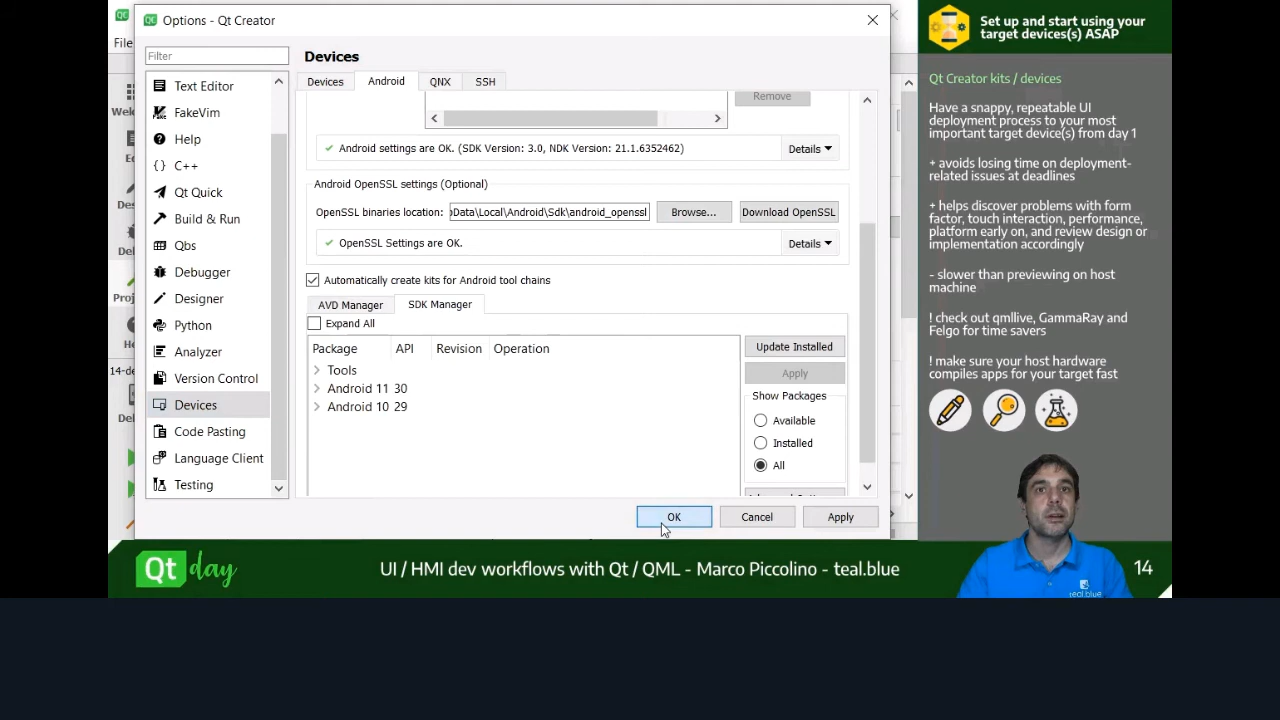 Options - Qt Creator
File
Filter
Devices
Text Editor
FakeVim
Help
C++
Qt Quick
Build & Run
Qbs
Debugger
Designer
Python
Analyzer
Version Control
Devices
Code Pasting
Language Client
Testing
Devices
Android
QNX
SSH
Remove
Android settings are OK. (SDK Version: 3.0, NDK Version: 21.1.6352462)
Details
Android OpenSSL settings (Optional)
OpenSSL binaries location:
Data\Local\Android\Sdk\android_openssl
Browse...
Download OpenSSL
OpenSSL Settings are OK.
Details
Automatically create kits for Android tool chains
AVD Manager
SDK Manager
Expand All
Package API Revision Operation
Tools
Android 11 30
Android 10 29
Update Installed
Apply
Show Packages
Available
Installed
All
OK
Cancel
Apply
Set up and start using your
target devices(s) ASAP
Qt Creator kits / devices
Have a snappy, repeatable UI
deployment process to your most
important target device(s) from day 1
+ avoids losing time on deployment-
related issues at deadlines
+ helps discover problems with form
factor, touch interaction, performance,
platform early on, and review design or
implementation accordingly
- slower than previewing on host
machine
! check out qmllive, GammaRay and
Felgo for time savers
! make sure your host hardware
compiles apps for your target fast
teal.blue
Qt day
UI / HMI dev workflows with Qt / QML - Marco Piccolino - teal.blue
14